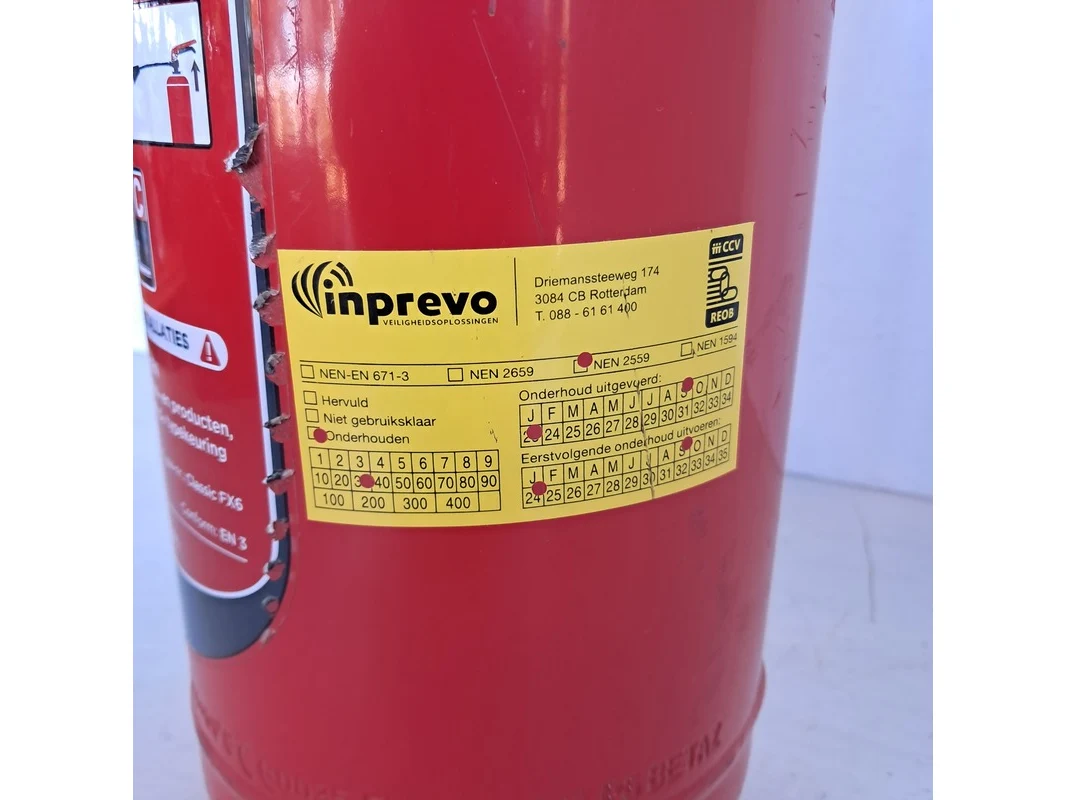 inprevo
VEILIGHEIDSOPLOSSINGEN
Driemanssteeweg 174
3084 CB Rotterdam
T. 088 - 61 61 400
CCV
REOB
NEN-EN 671-3 NEN 2659 NEN 2559 NEN 1594
Hervuld
Niet gebruiksklaar
Onderhouden
1 2 3 4 5 6 7 8 9
10 20 40 50 60 70 80 90
100 200 300 400
Onderhoud uitgevoerd:
J F M A M J J A S O N D
24 25 26 27 28 29 30 31 32 33 34
Eerstvolgende onderhoud uitvoeren:
J F M A M J J A S O N D
24 25 26 27 28 29 30 31 32 33 34 35
producten,
typekeuring
Classic FX6
Conform: EN 3